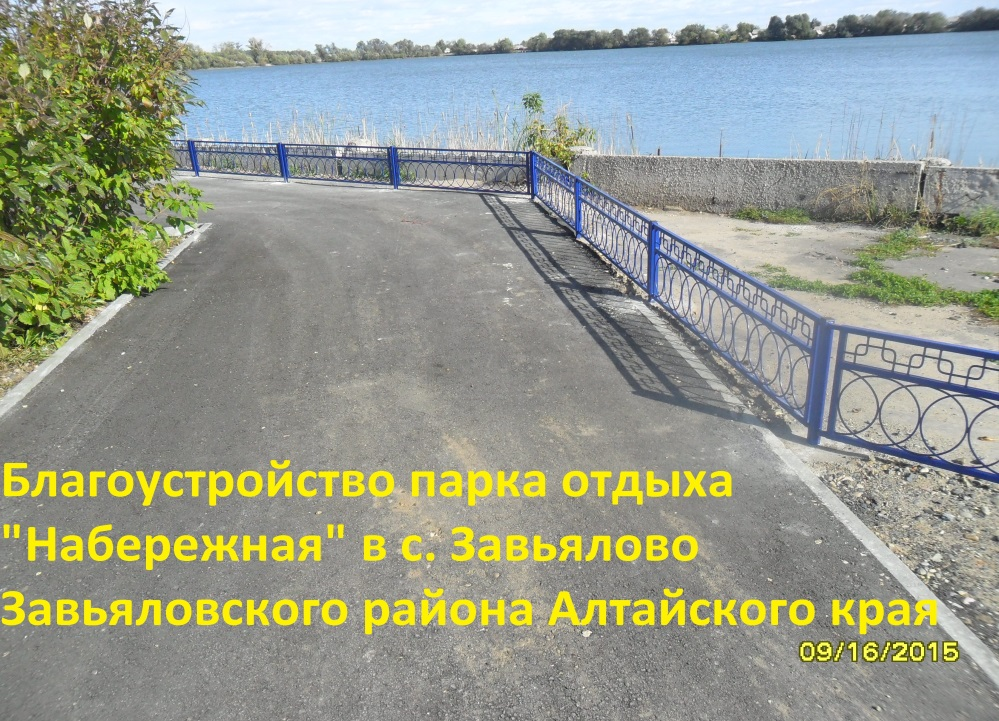 Благоустройство парка отдыха
"Набережная" в с. Завьялово
Завьяловского района Алтайского края
09/16/2015